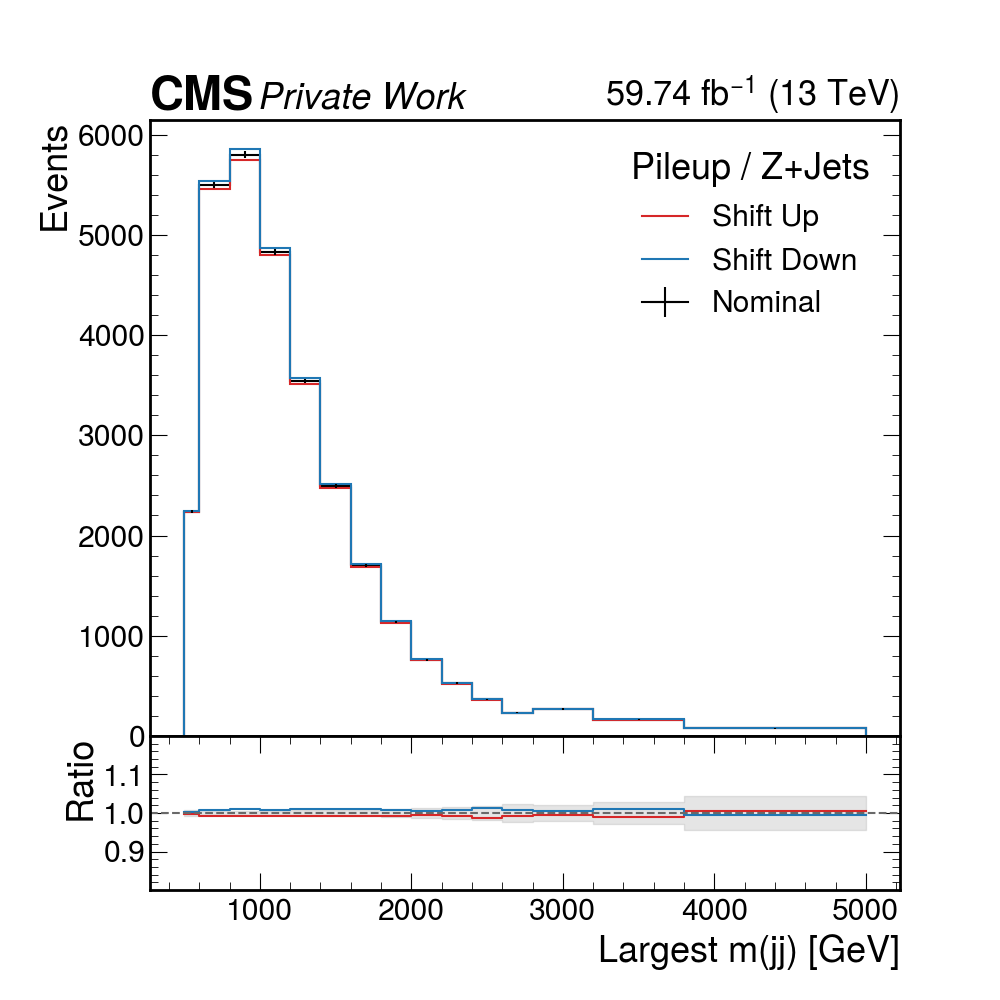 CMS Private Work
59.74 fb⁻¹ (13 TeV)
Events
6000
5000
4000
3000
2000
1000
0
Pileup / Z+Jets
Shift Up
Shift Down
Nominal
Ratio
1.1
1.0
0.9
1000 2000 3000 4000 5000
Largest m(jj) [GeV]